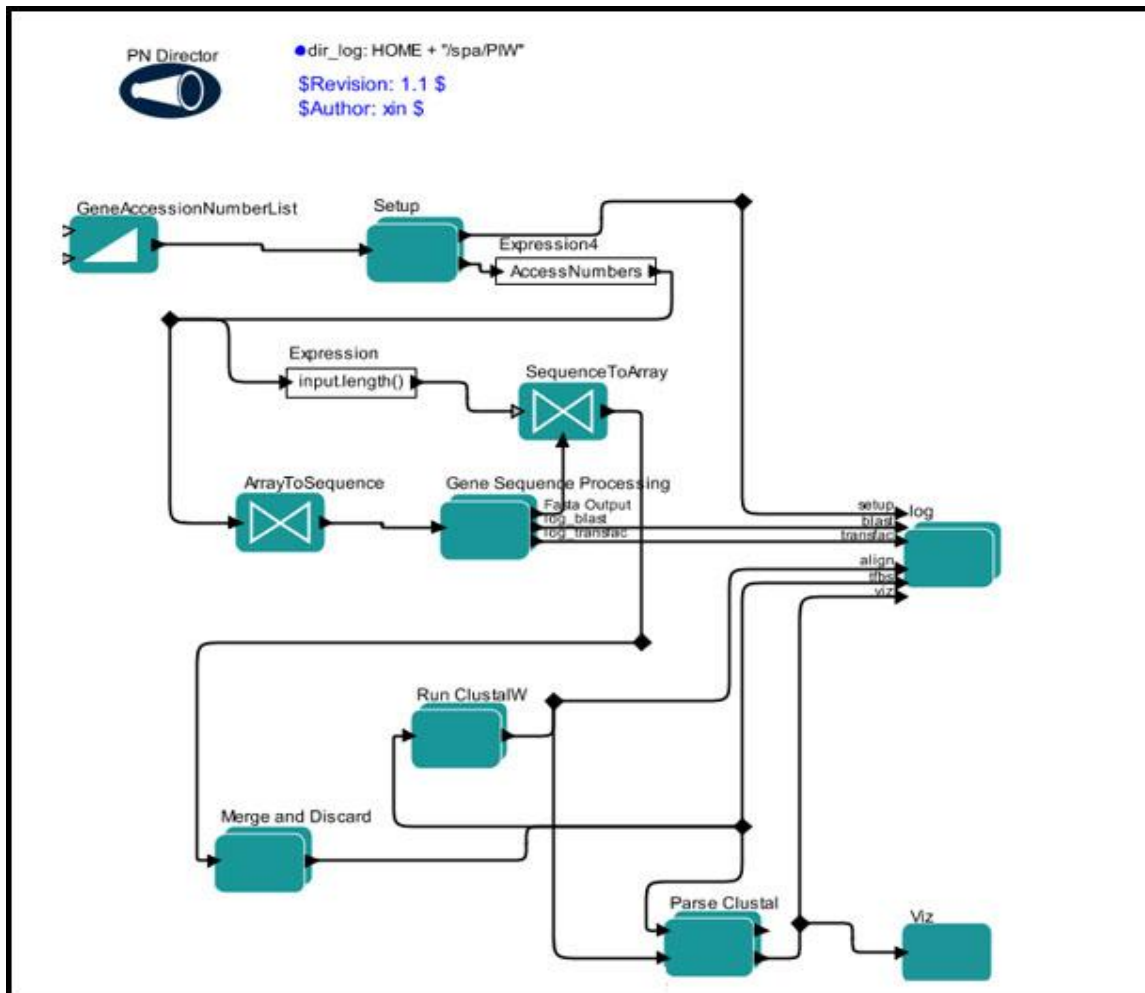 PN Director
dir_log: HOME + "/spa/PIW"
$Revision: 1.1 $
$Author: xin $
GeneAccessionNumberList
Setup
Expression4
AccessNumbers
Expression
input.length()
SequenceToArray
ArrayToSequence
Gene Sequence Processing
Fasta Output
log_blast
log_transfac
setup
log
blast
transfac
align
tfbs
viz
Run ClustalW
Merge and Discard
Parse Clustal
Viz